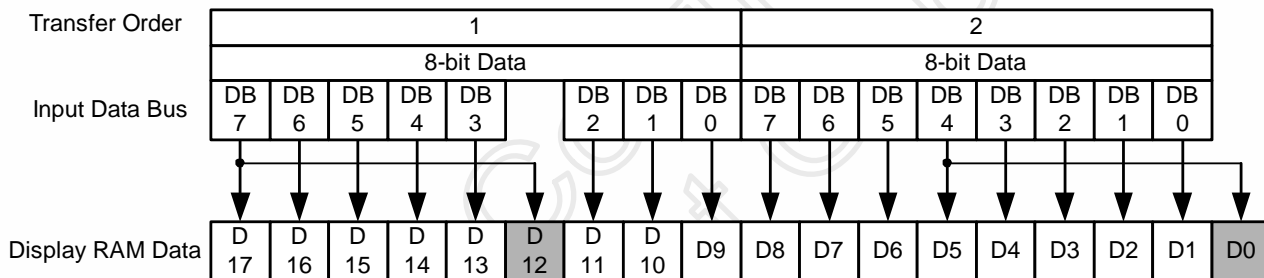 Transfer Order 1 2
8-bit Data 8-bit Data
Input Data Bus DB 7 DB 6 DB 5 DB 4 DB 3 DB 2 DB 1 DB 0 DB 7 DB 6 DB 5 DB 4 DB 3 DB 2 DB 1 DB 0
Display RAM Data D 17 D 16 D 15 D 14 D 13 D 12 D 11 D 10 D9 D8 D7 D6 D5 D4 D3 D2 D1 D0